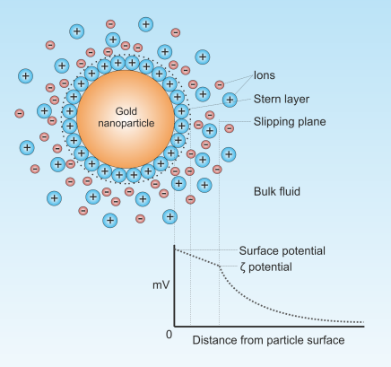 Gold
nanoparticle
Ions
Stern layer
Slipping plane
Bulk fluid
Surface potential
ζ potential
mV
0
Distance from particle surface